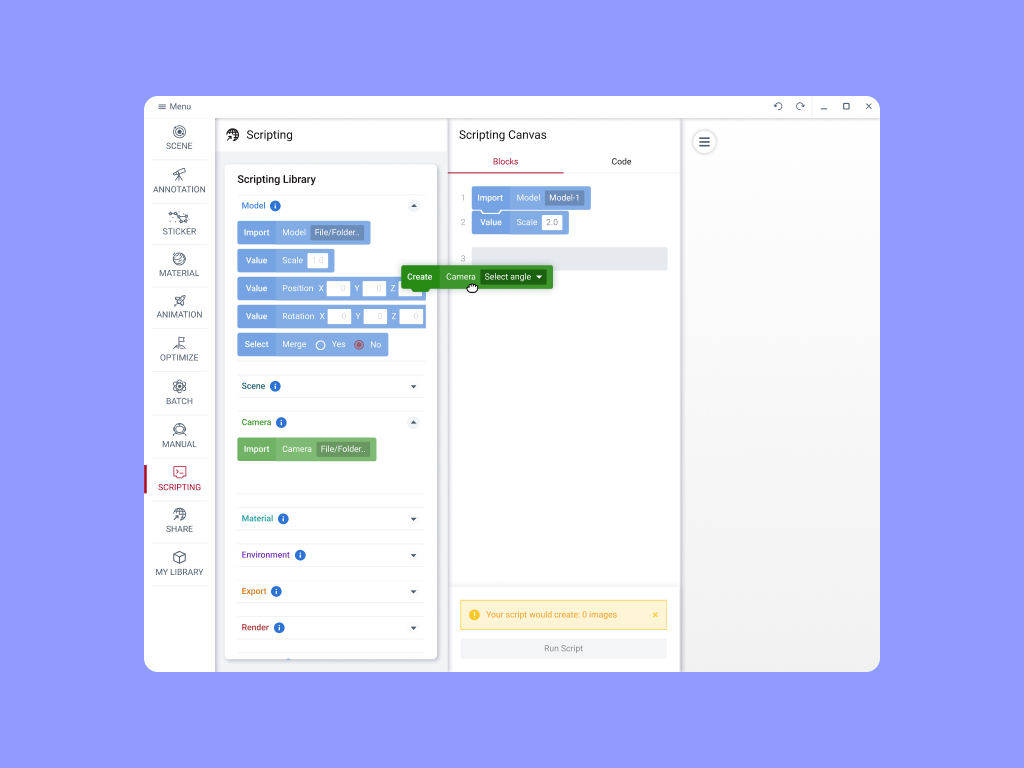 Menu
SCENE
ANNOTATION
STICKER
MATERIAL
ANIMATION
OPTIMIZE
BATCH
MANUAL
SCRIPTING
SHARE
MY LIBRARY
Scripting
Scripting Library
Model
Import Model File/Folder..
Value Scale 1.0
Value Position X 0 Y 0 Z
Value Rotation X 0 Y 0 Z 0
Select Merge Yes No
Scene
Camera
Import Camera File/Folder..
Material
Environment
Export
Render
Scripting Canvas
Blocks Code
1 Import Model Model-1
2 Value Scale 2.0
3
Create Camera Select angle
Your script would create: 0 images
Run Script